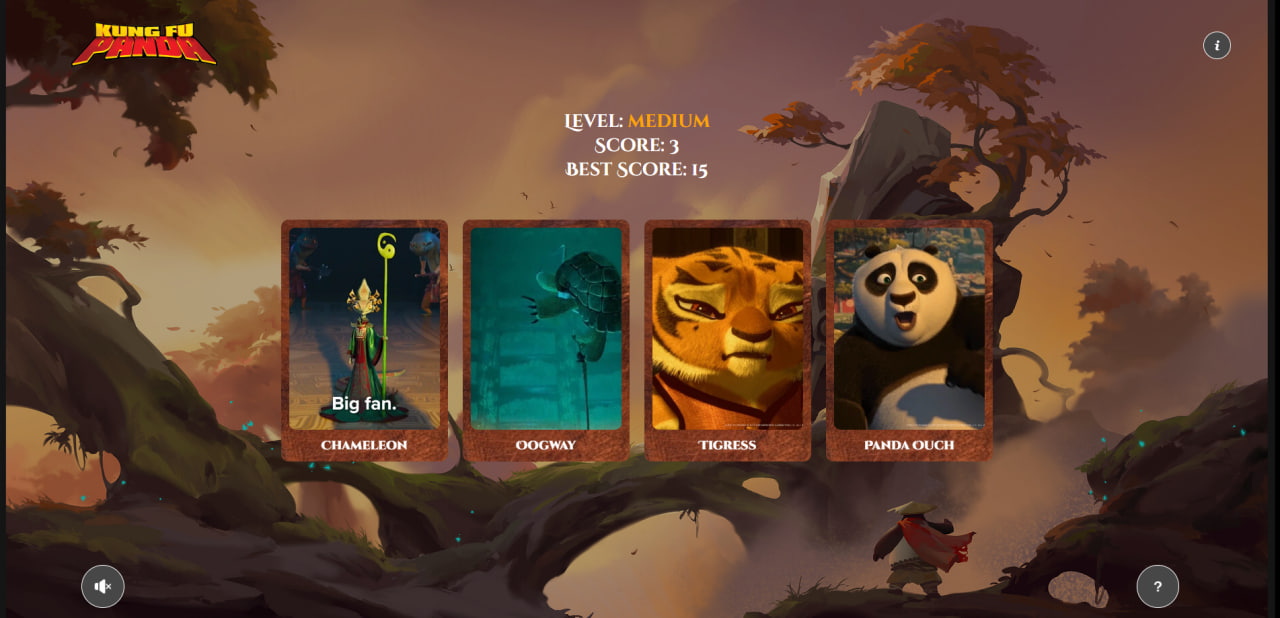 KUNG FU
PANDA
i
LEVEL: MEDIUM
SCORE: 3
BEST SCORE: 15
Big fan.
CHAMELEON
OOGWAY
TIGRESS
PANDA OUCH
?